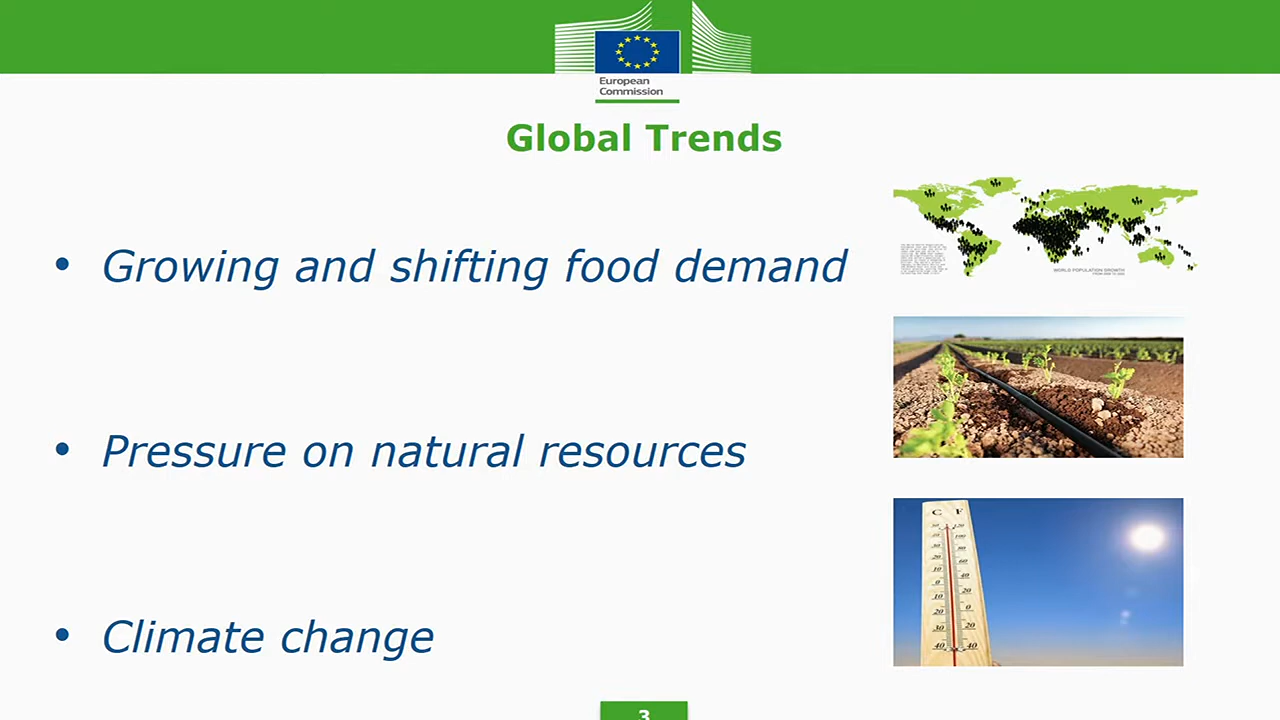 European
Commission
Global Trends
• Growing and shifting food demand
WORLD POPULATION GROWTH
• Pressure on natural resources
C F
• Climate change
3